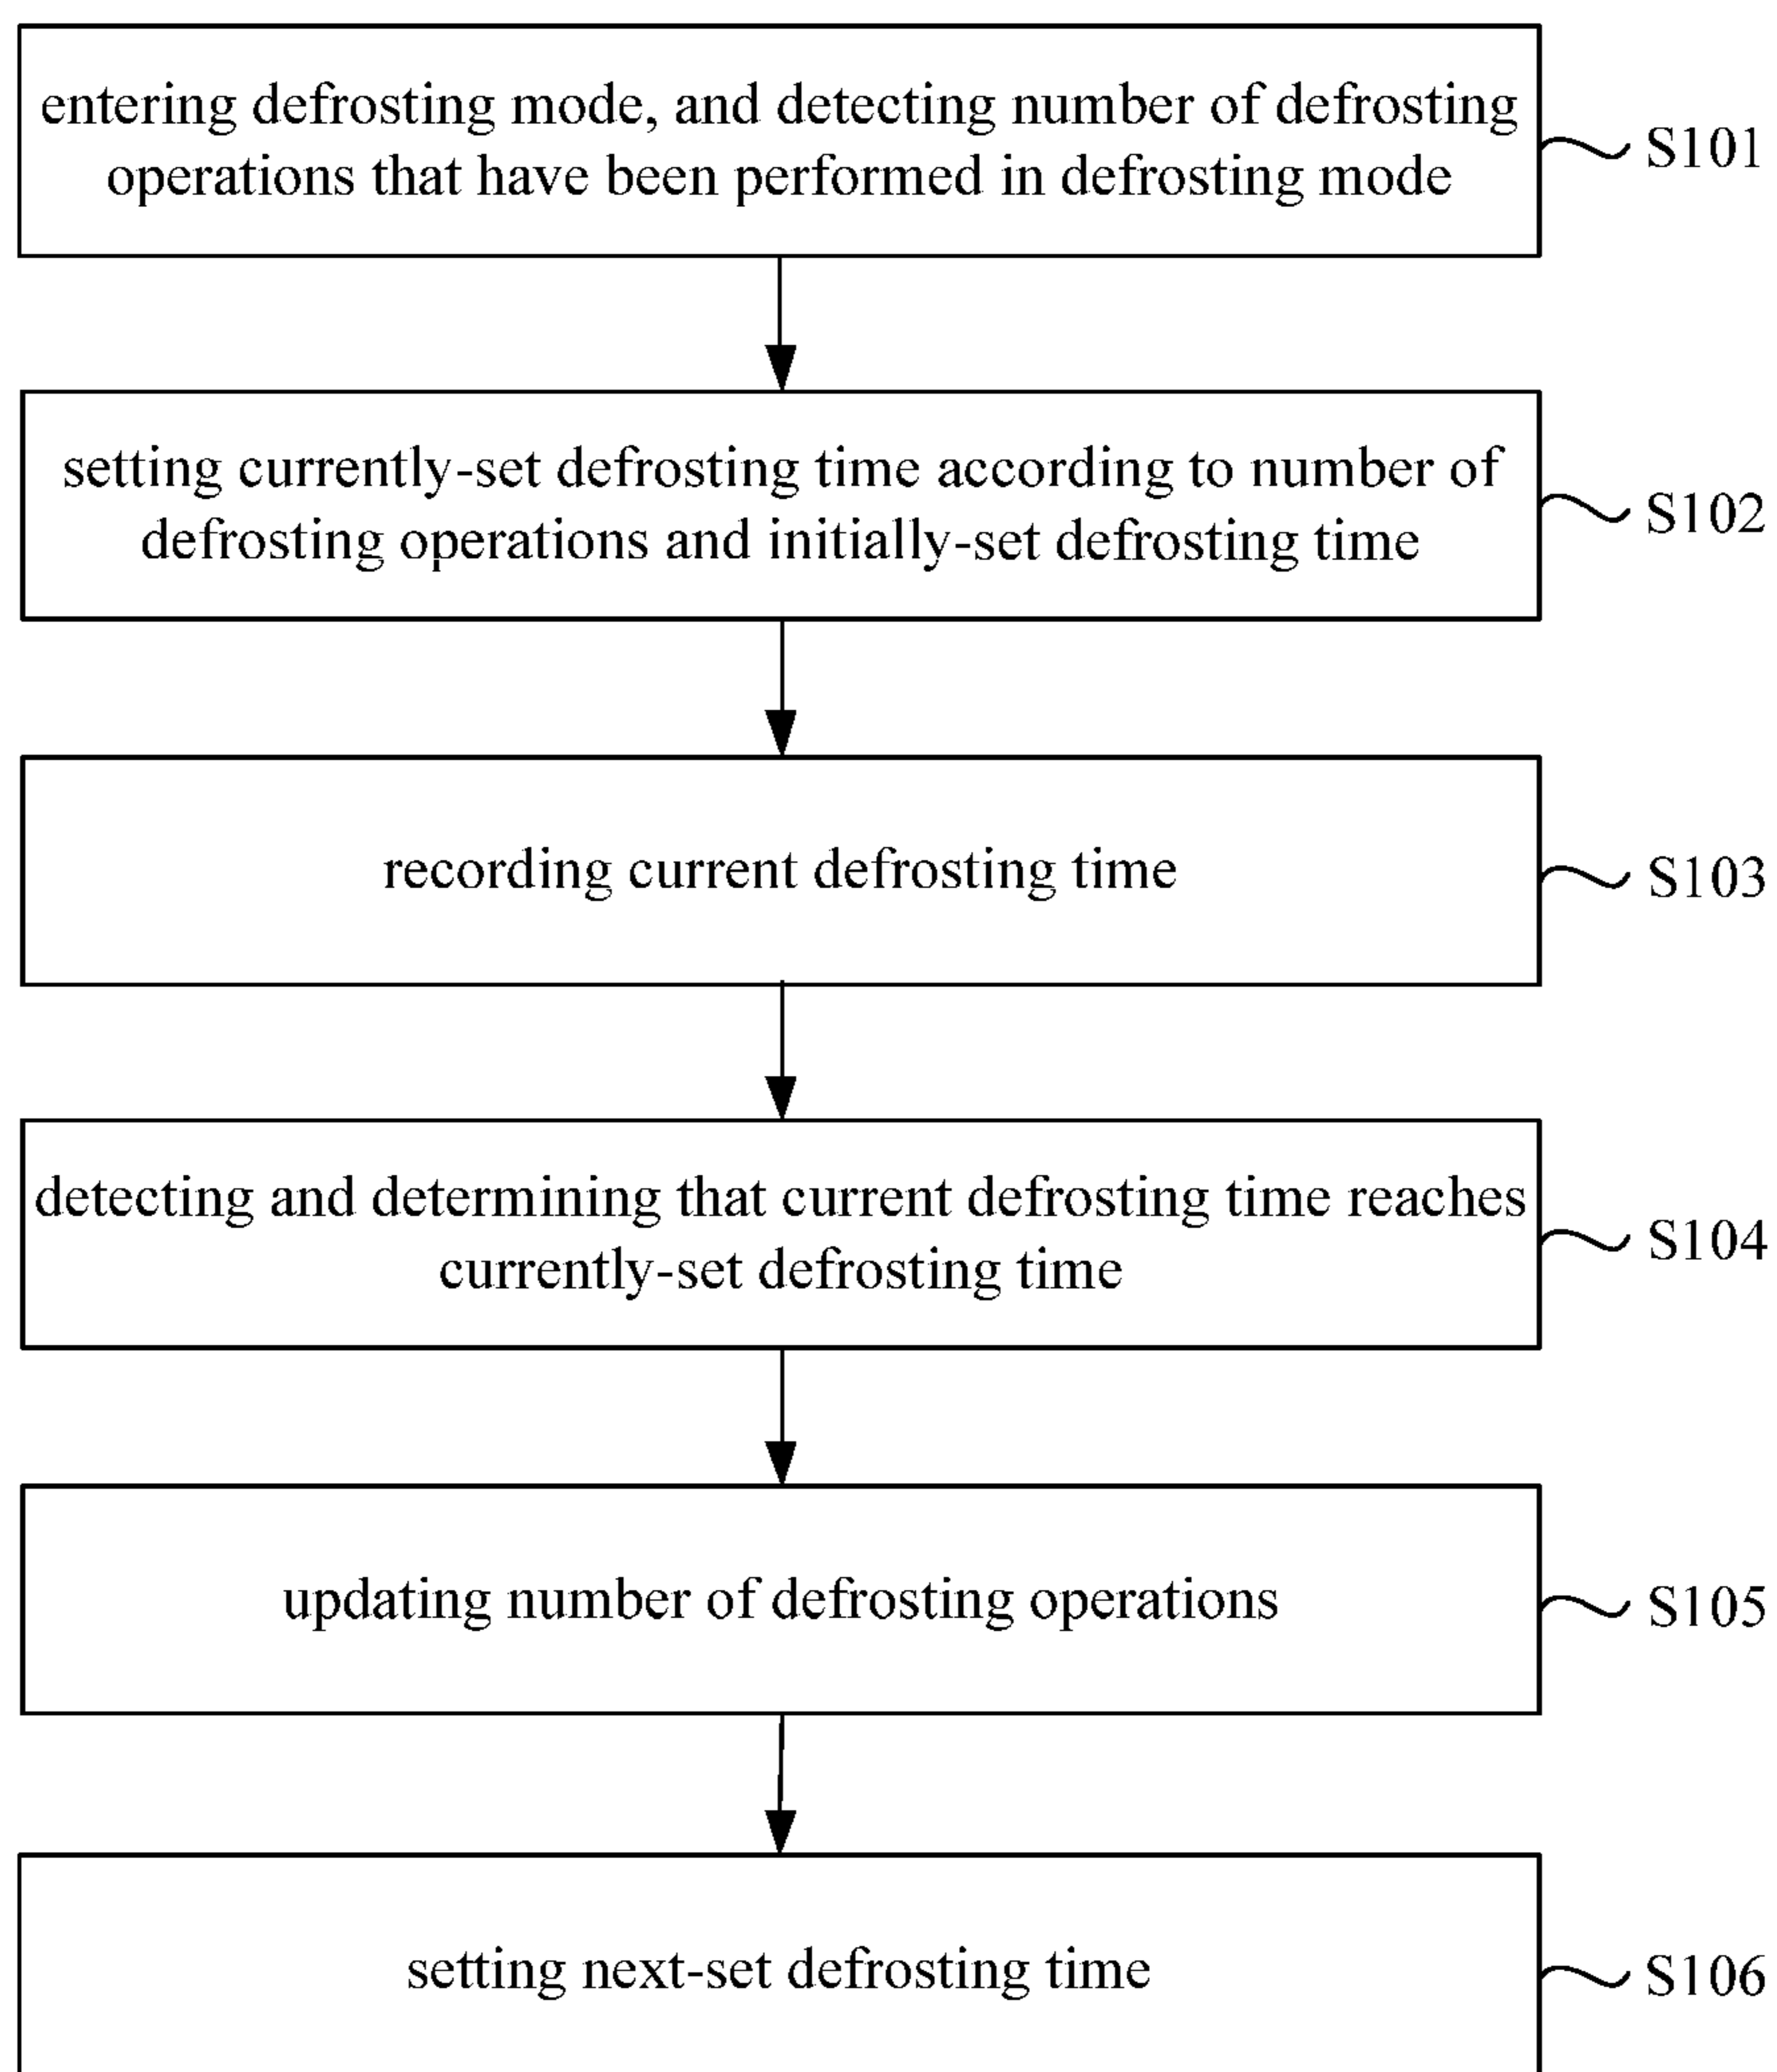 entering defrosting mode, and detecting number of defrosting
operations that have been performed in defrosting mode
S101
setting currently-set defrosting time according to number of
defrosting operations and initially-set defrosting time
S102
recording current defrosting time
S103
detecting and determining that current defrosting time reaches
currently-set defrosting time
S104
updating number of defrosting operations
S105
setting next-set defrosting time
S106